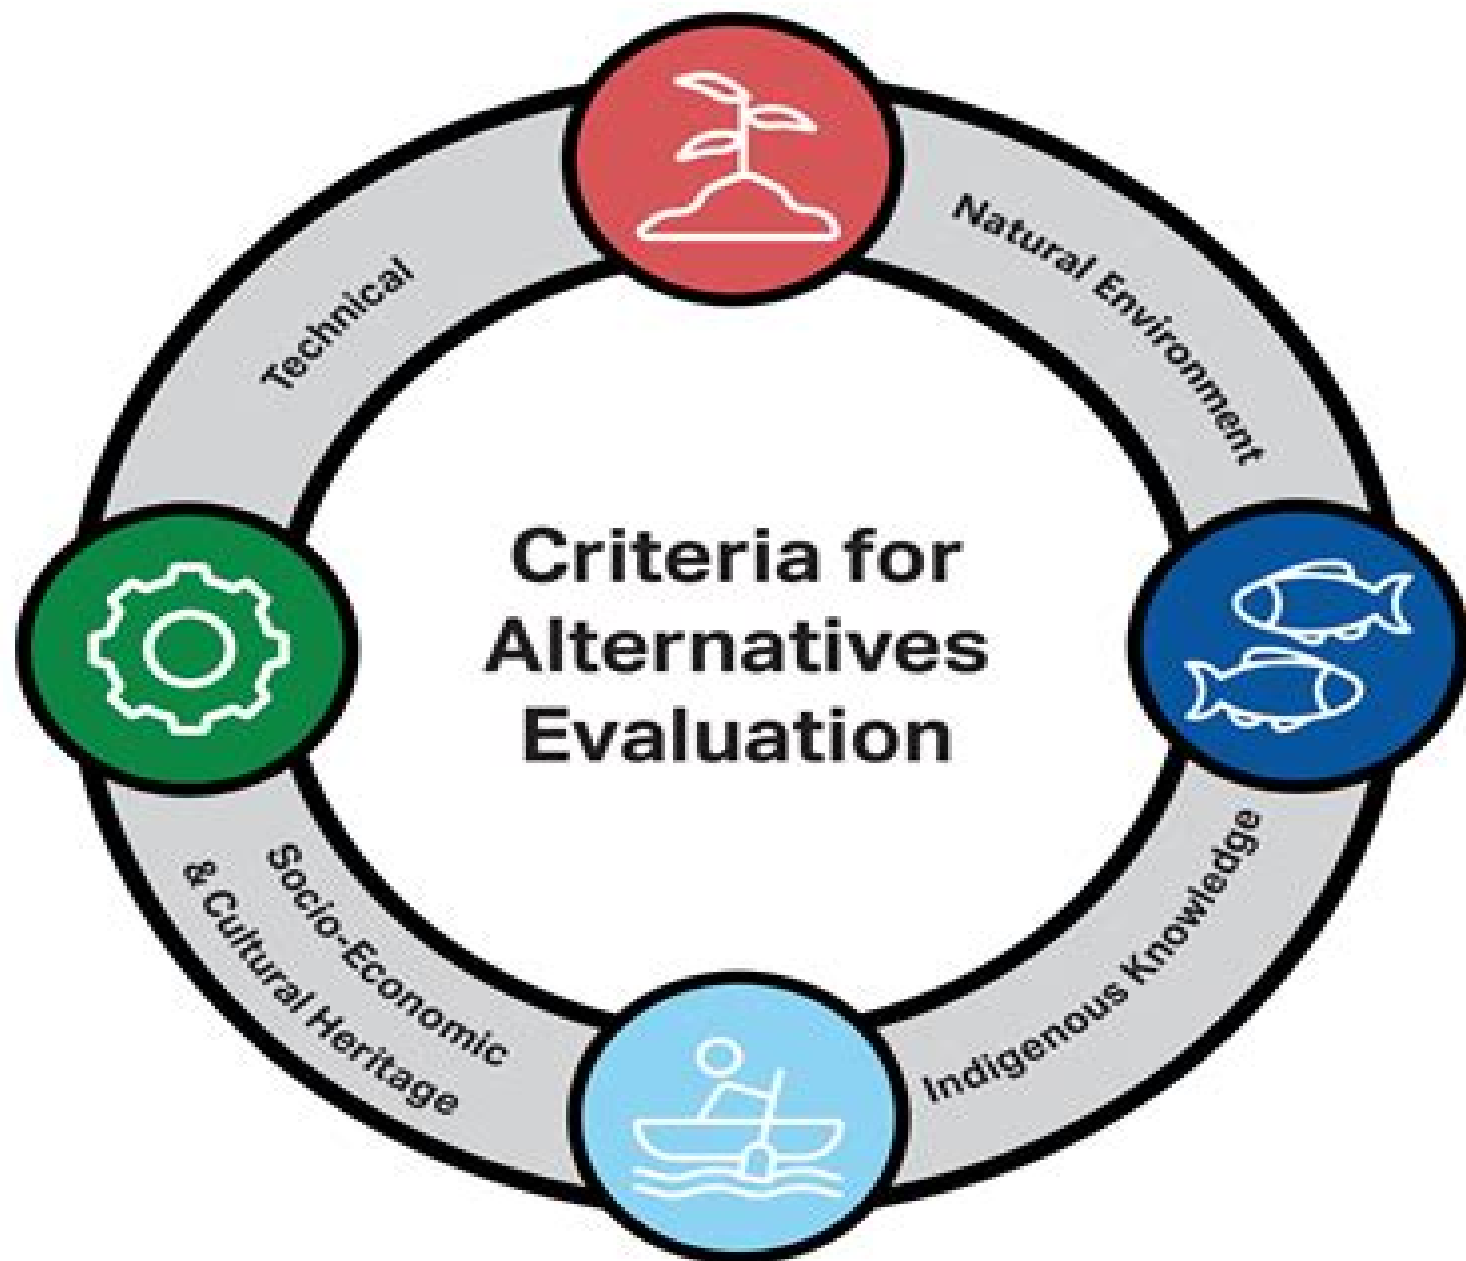 Natural Environment
Technical
Criteria for
Alternatives
Evaluation
Socio-Economic
& Cultural Heritage
Indigenous Knowledge